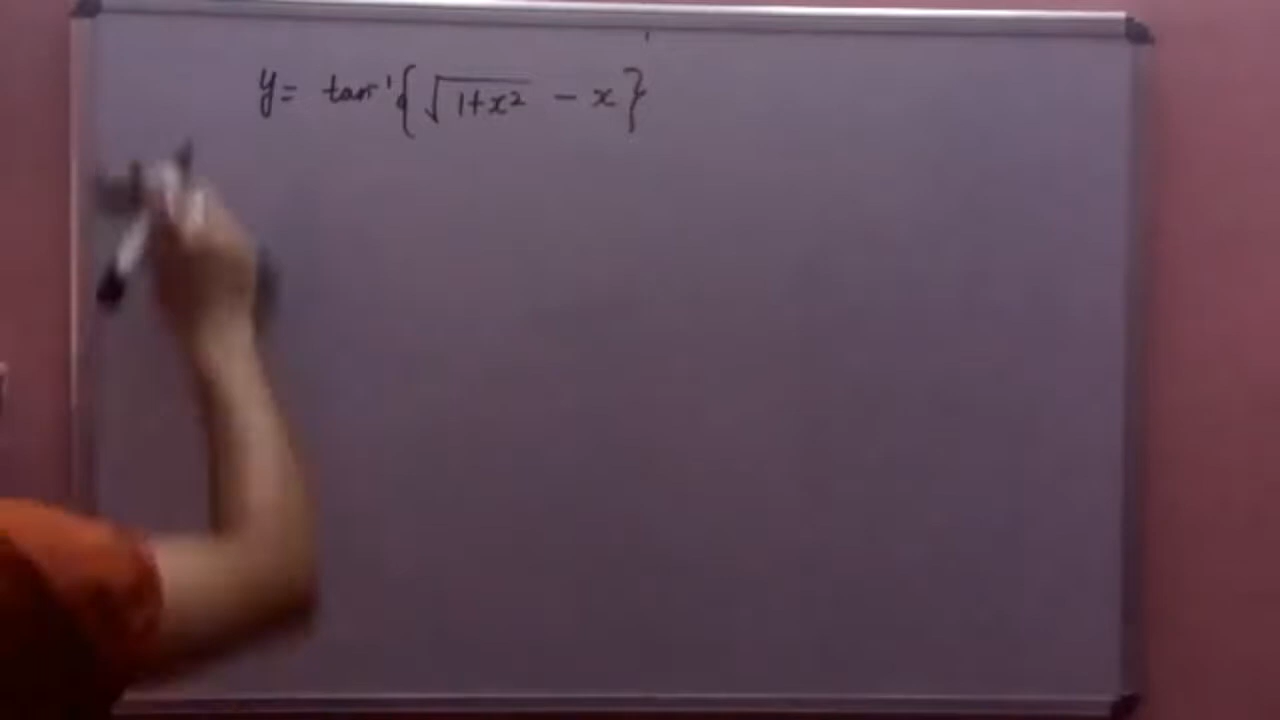 y = tan⁻¹{√(1+x²) − x}